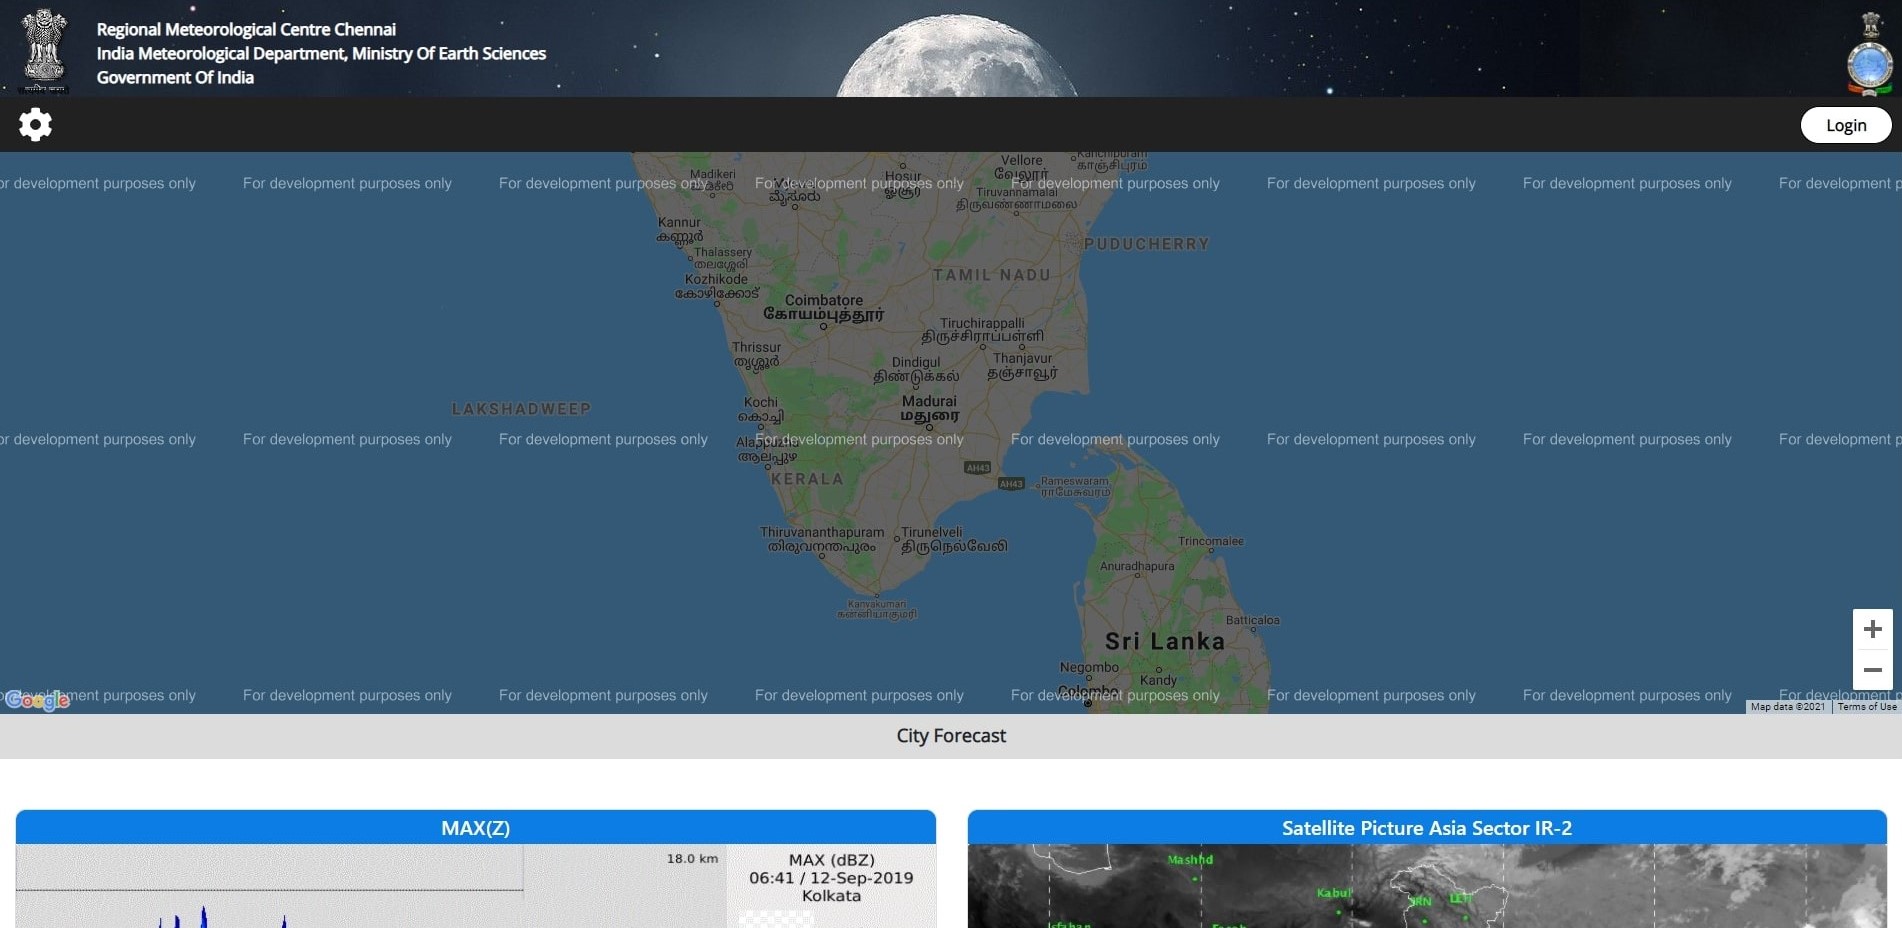 Regional Meteorological Centre Chennai
India Meteorological Department, Ministry Of Earth Sciences
Government Of India
Login
Vellore
வேலூர்
காஞ்சிபுரம்
Madikeri
Hosur
ஓசூர்
ಮೈಸೂರು
Tiruvannamalai
திருவண்ணாமலை
or development purposes only For development purposes only For development purposes only For development purposes only For development purposes only For development purposes only For development purposes only For development p
Kannur
കണ്ണൂർ
PUDUCHERRY
Thalassery
തലശ്ശേരി
TAMIL NADU
Kozhikode
കോഴിക്കോട്
Coimbatore
கோயம்புத்தூர்
Tiruchirappalli
திருச்சிராப்பள்ளி
Thrissur
തൃശ്ശൂർ
Dindigul
திண்டுக்கல்
Thanjavur
தஞ்சாவூர்
Kochi
കൊച്ചി
Madurai
மதுரை
LAKSHADWEEP
or development purposes only For development purposes only For development purposes only For development purposes only For development purposes only For development purposes only For development purposes only For development p
Alappuzha
ആലപ്പുഴ
KERALA
AH43
AH43
Rameswaram
ராமேசுவரம்
Thiruvananthapuram
തിരുവനന്തപുരം
Tirunelveli
திருநெல்வேலி
Trincomalee
Anuradhapura
Kanyakumari
கன்னியாகுமரி
Batticaloa
Sri Lanka
Negombo
Kandy
Colombo
Google
or development purposes only For development purposes only For development purposes only For development purposes only For development purposes only For development purposes only For development purposes only For development p
Map data ©2021 Terms of Use
City Forecast
MAX(Z)
18.0 km
MAX (dBZ)
06:41 / 12-Sep-2019
Kolkata
Satellite Picture Asia Sector IR-2
Mashhd
Kabul